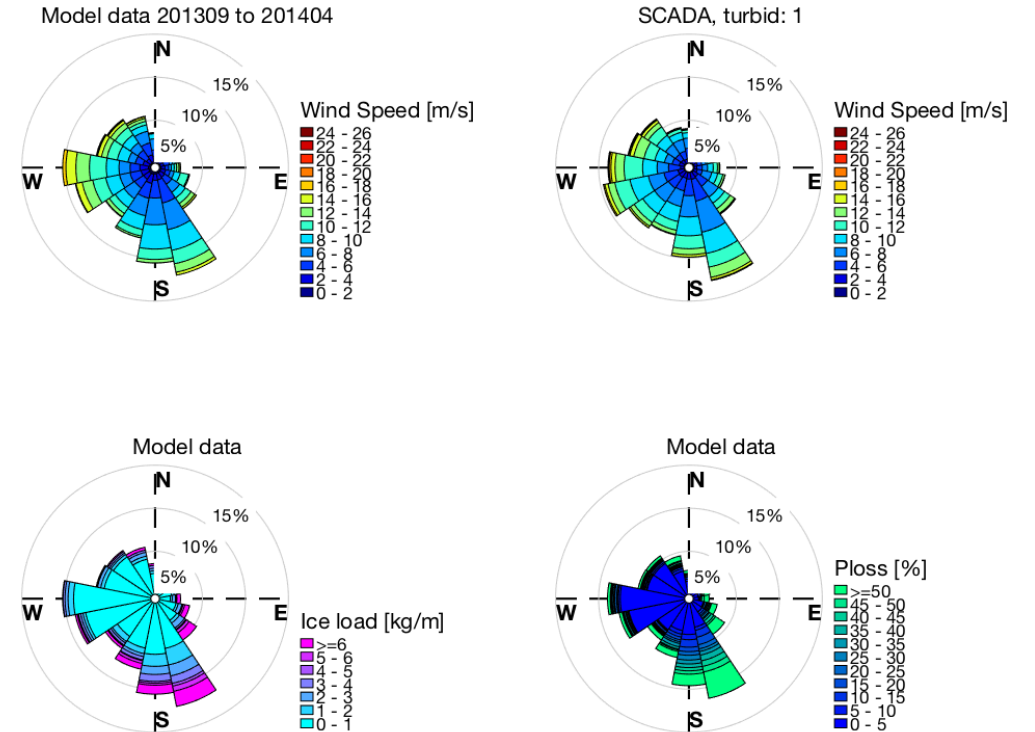 Model data 201309 to 201404
N
15%
10%
5%
W
E
S
Wind Speed [m/s]
24 - 26
22 - 24
20 - 22
18 - 20
16 - 18
14 - 16
12 - 14
10 - 12
8 - 10
6 - 8
4 - 6
2 - 4
0 - 2
SCADA, turbid: 1
N
15%
10%
5%
W
E
S
Wind Speed [m/s]
24 - 26
22 - 24
20 - 22
18 - 20
16 - 18
14 - 16
12 - 14
10 - 12
8 - 10
6 - 8
4 - 6
2 - 4
0 - 2
Model data
N
15%
10%
5%
W
E
S
Ice load [kg/m]
>=6
5 - 6
4 - 5
3 - 4
2 - 3
1 - 2
0 - 1
Model data
N
15%
10%
5%
W
E
S
Ploss [%]
>=50
45 - 50
40 - 45
35 - 40
30 - 35
25 - 30
20 - 25
15 - 20
10 - 15
5 - 10
0 - 5